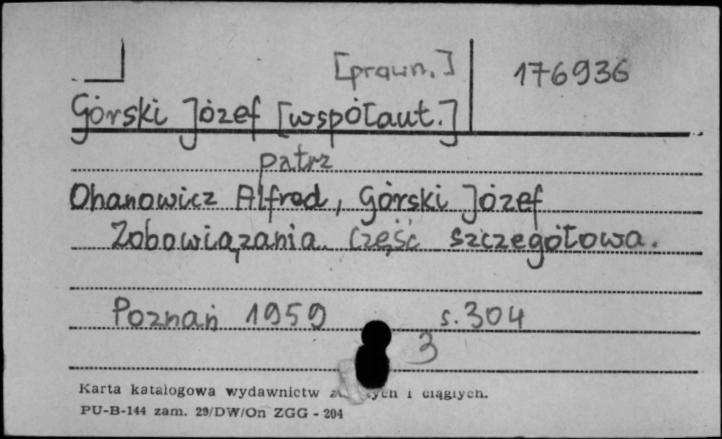 [prawn.] 176936
Górski Józef [współaut.]
patrz
Ohanowicz Alfred, Górski Józef
Zobowiązania. Część szczegółowa.
Poznań 1959 s. 304
3
Karta katalogowa wydawnictw i ciągłych.
PU-B-144 zam. 29/DW/On ZGG - 204